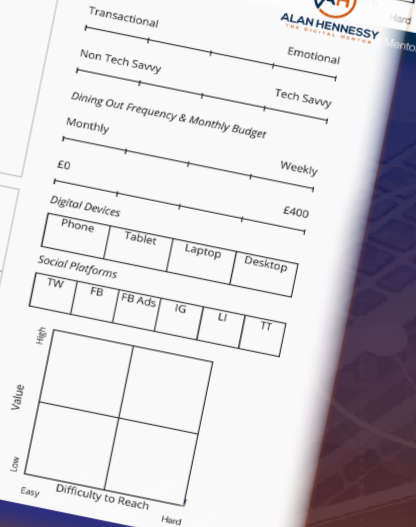 AH
ALAN HENNESSY
THE DIGITAL MENTOR
Hard
Mento
Transactional Emotional
Non Tech Savvy Tech Savvy
Dining Out Frequency & Monthly Budget
Monthly Weekly
£0 £400
Digital Devices
Phone Tablet Laptop Desktop
Social Platforms
TW FB FB Ads IG LI TT
High
Value
Low
Easy Difficulty to Reach Hard